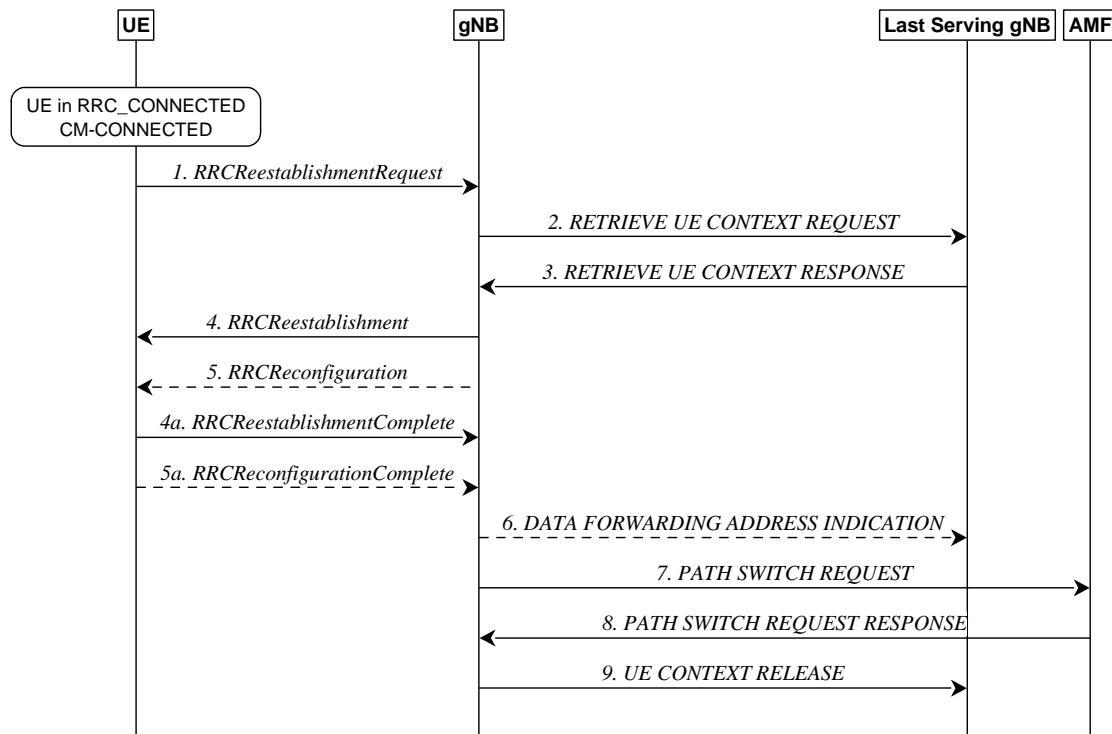 UE
gNB
Last Serving gNB
AMF
UE in RRC_CONNECTED
CM-CONNECTED
1. RRCReestablishmentRequest
2. RETRIEVE UE CONTEXT REQUEST
3. RETRIEVE UE CONTEXT RESPONSE
4. RRCReestablishment
5. RRCReconfiguration
4a. RRCReestablishmentComplete
5a. RRCReconfigurationComplete
6. DATA FORWARDING ADDRESS INDICATION
7. PATH SWITCH REQUEST
8. PATH SWITCH REQUEST RESPONSE
9. UE CONTEXT RELEASE